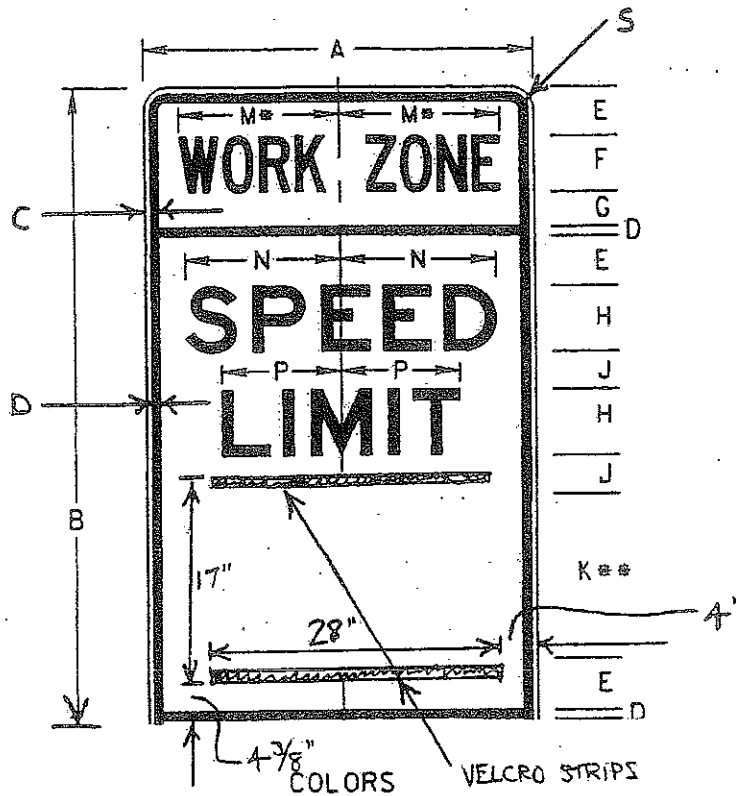 S
A
E
M* M*
WORK ZONE
F
C
G
D
N N
E
SPEED
H
P P
J
D
LIMIT
H
J
B
17"
K**
28"
4"
E
D
4 3/8"
COLORS
VELCRO STRIPS